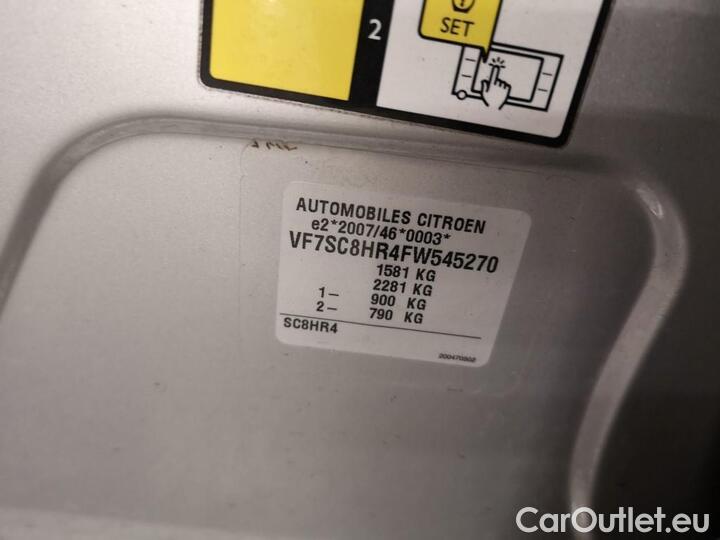 SET
2
AUTOMOBILES CITROEN
e2*2007/46*0003*
VF7SC8HR4FW545270
1581 KG
2281 KG
1- 900 KG
2- 790 KG
SC8HR4
200470502
CarOutlet.eu